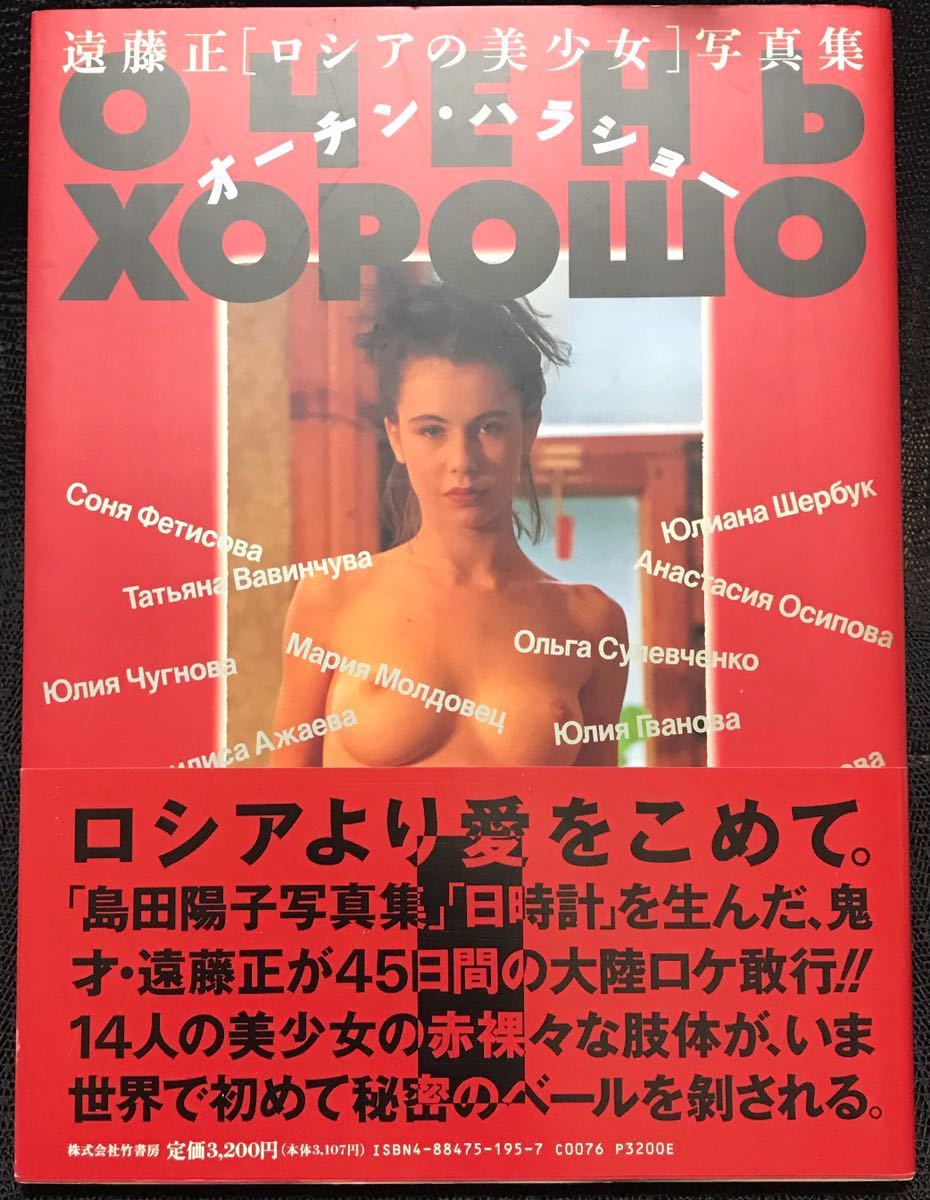 遠藤正[ロシアの美少女]写真集
ОЧЕНЬ
オーチン・ハラショー
ХОРОШО
Соня Фетисова
Юлиана Шербук
Татьяна Вавинчува
Анастасия Осипова
Мария Молдовец
Ольга Сулевченко
Юлия Чугнова
Юлия Гванова
илиса Ажаева
ова
ロシアより愛をこめて。
「島田陽子写真集」「日時計」を生んだ、鬼
才・遠藤正が45日間の大陸ロケ敢行!!
14人の美少女の赤裸々な肢体が、いま
世界で初めて秘密のベールを剝される。
株式会社竹書房 定価3,200円(本体3,107円) ISBN4-88475-195-7 C0076 P3200E